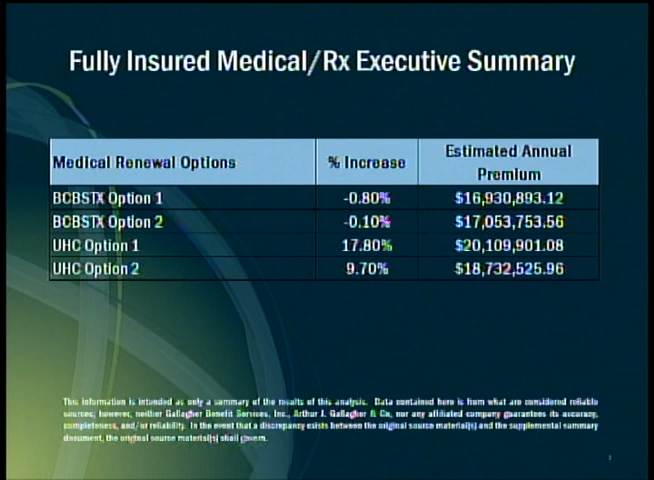 Fully Insured Medical/Rx Executive Summary
Medical Renewal Options % Increase Estimated Annual Premium
BCBSTX Option 1 -0.80% $16,930,893.12
BCBSTX Option 2 -0.10% $17,053,753.56
UHC Option 1 17.80% $20,109,901.08
UHC Option 2 9.70% $18,732,525.96
This information is intended as only a summary of the results of this analysis. Data contained here is from what are considered reliable
sources; however, neither Gallagher Benefit Services, Inc., Arthur J. Gallagher & Co, nor any affiliated company guarantees its accuracy,
completeness, and/or reliability. In the event that a discrepancy exists between the original source material(s) and the supplemental summary
document, the original source material(s) shall govern.